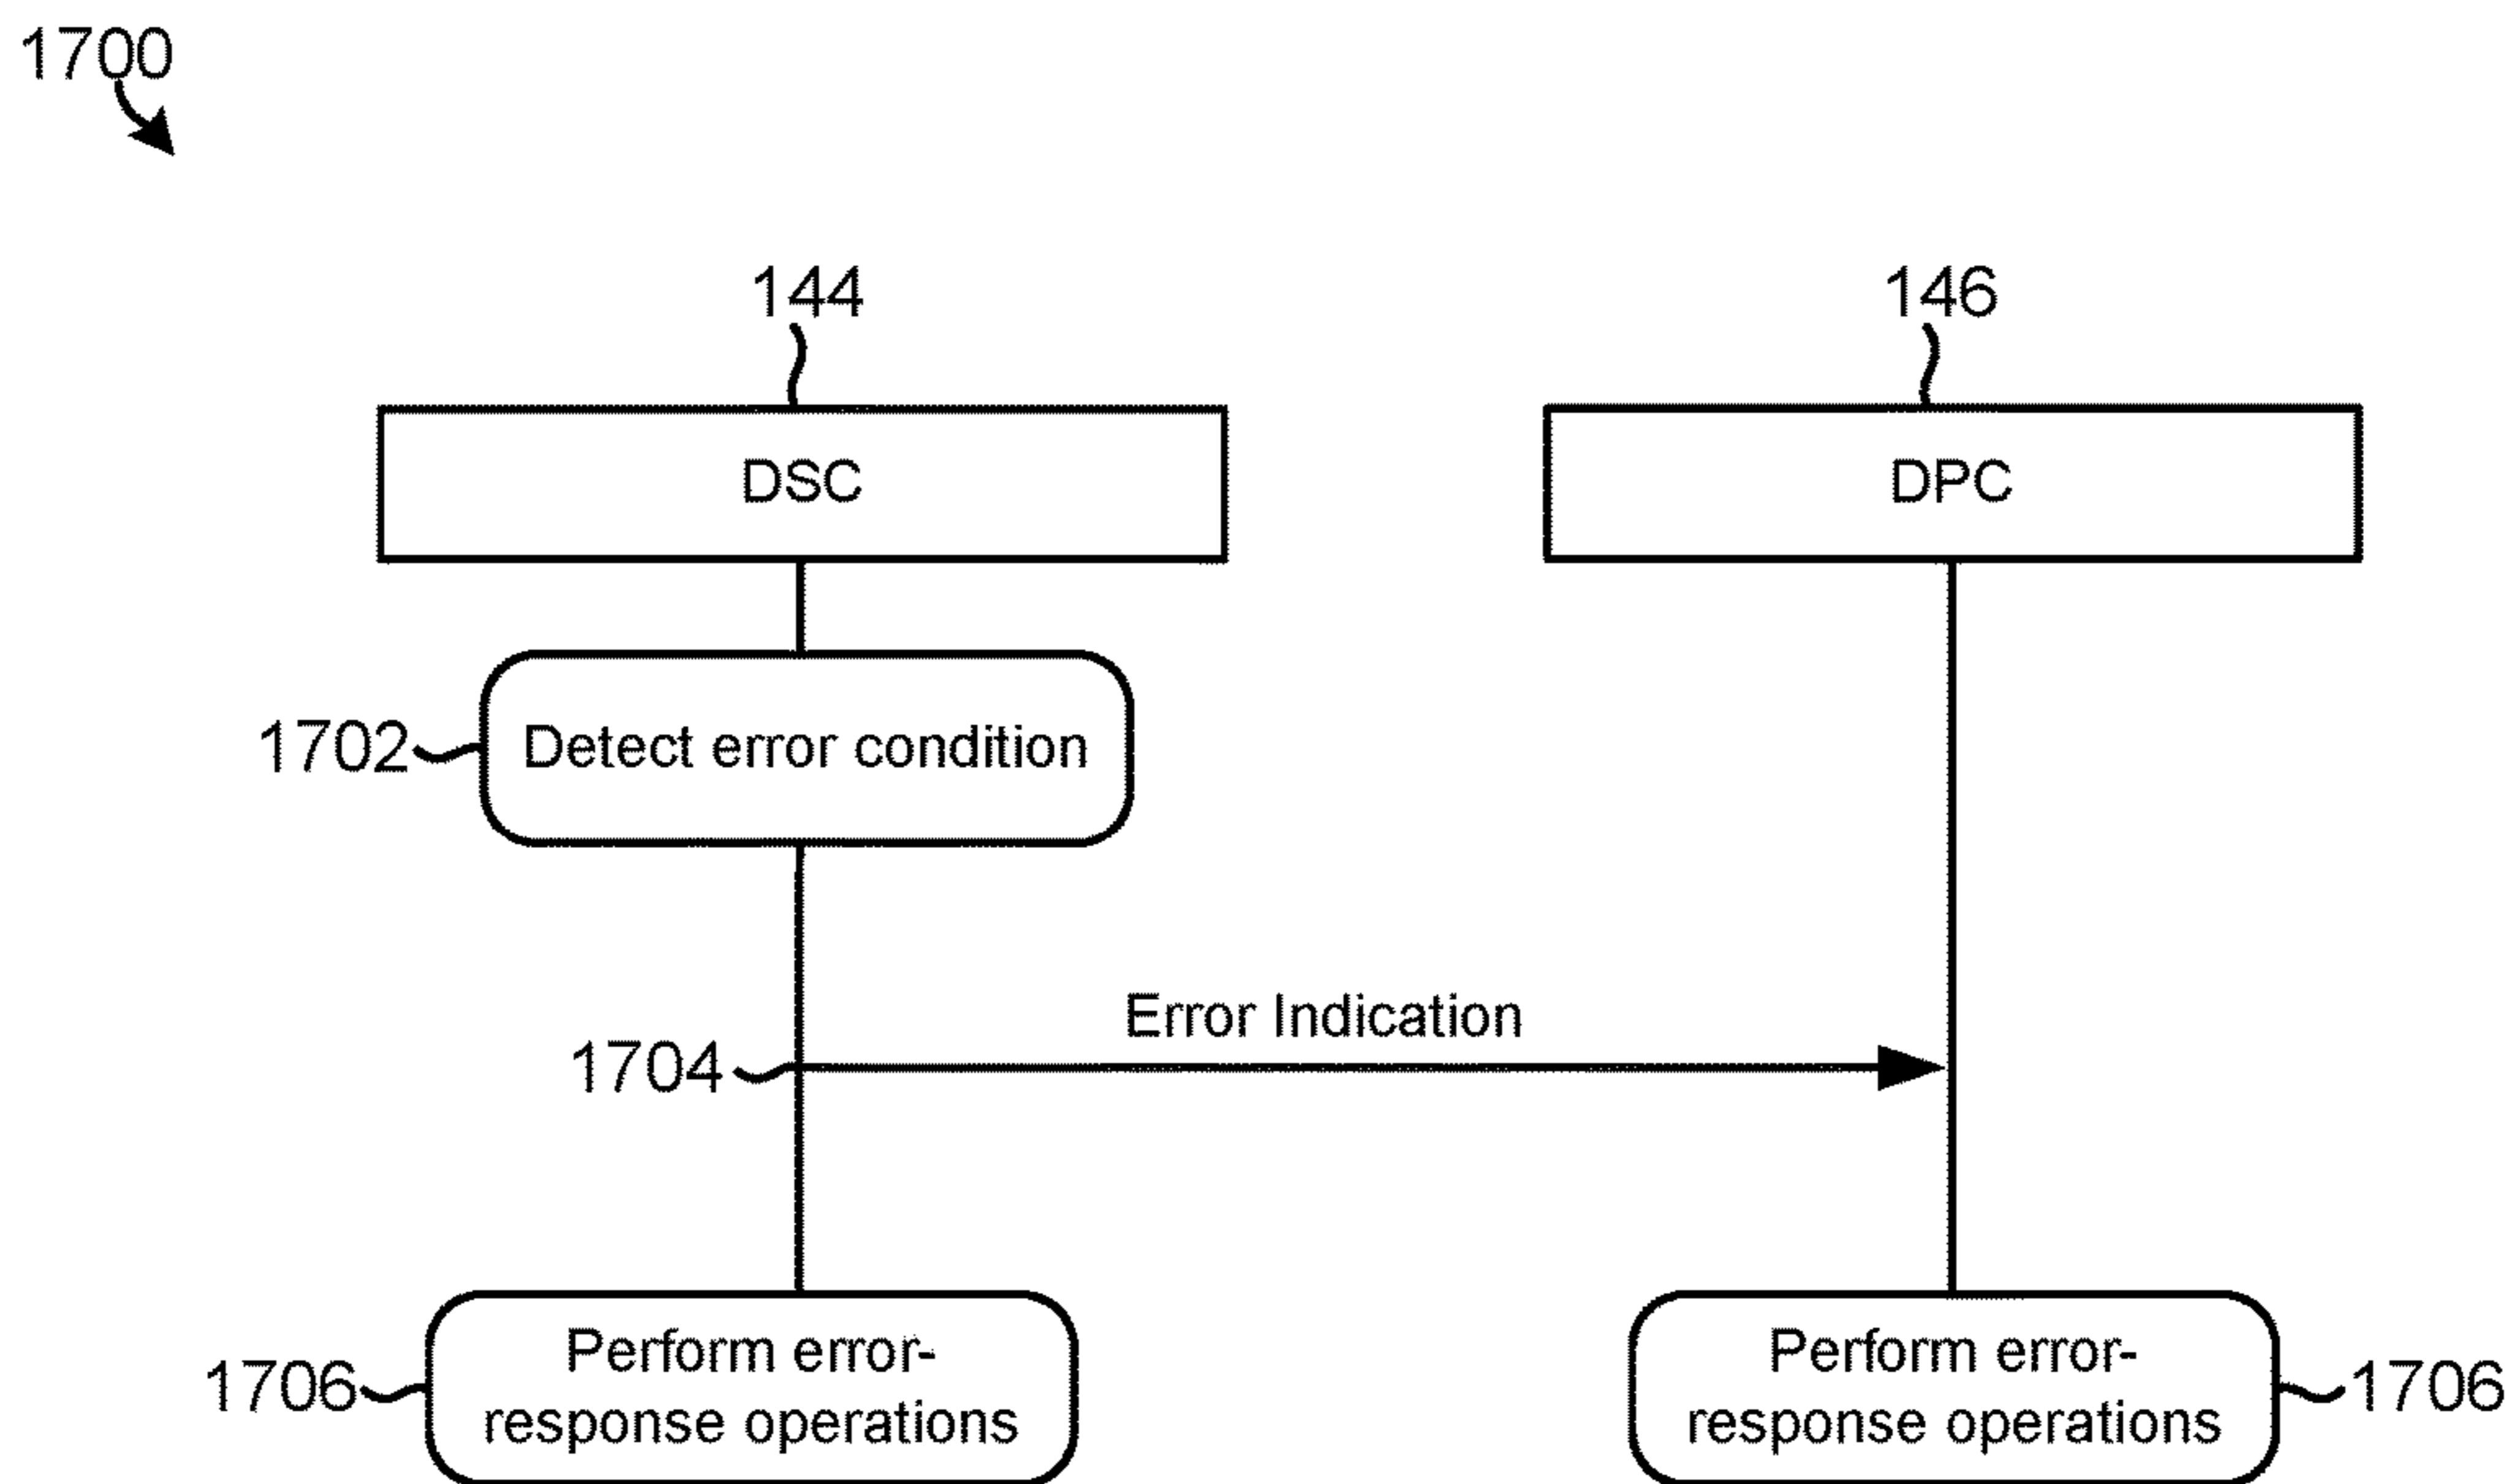 1700
144
146
DSC
DPC
1702
Detect error condition
Error Indication
1704
1706
Perform error-
response operations
Perform error-
response operations
1706